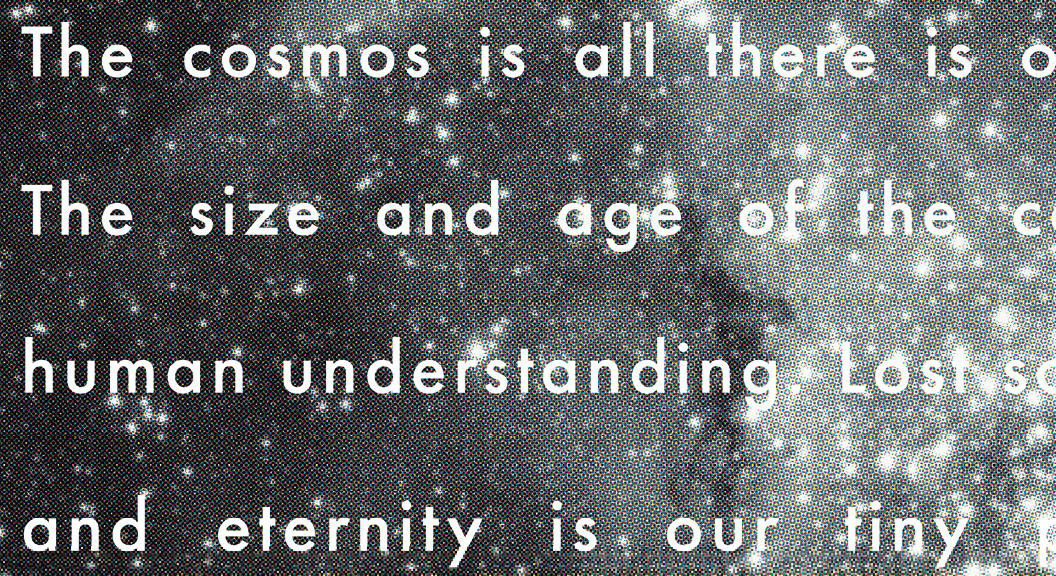 The cosmos is all there is o
The size and age of the c
human understanding. Lost so
and eternity is our tiny p